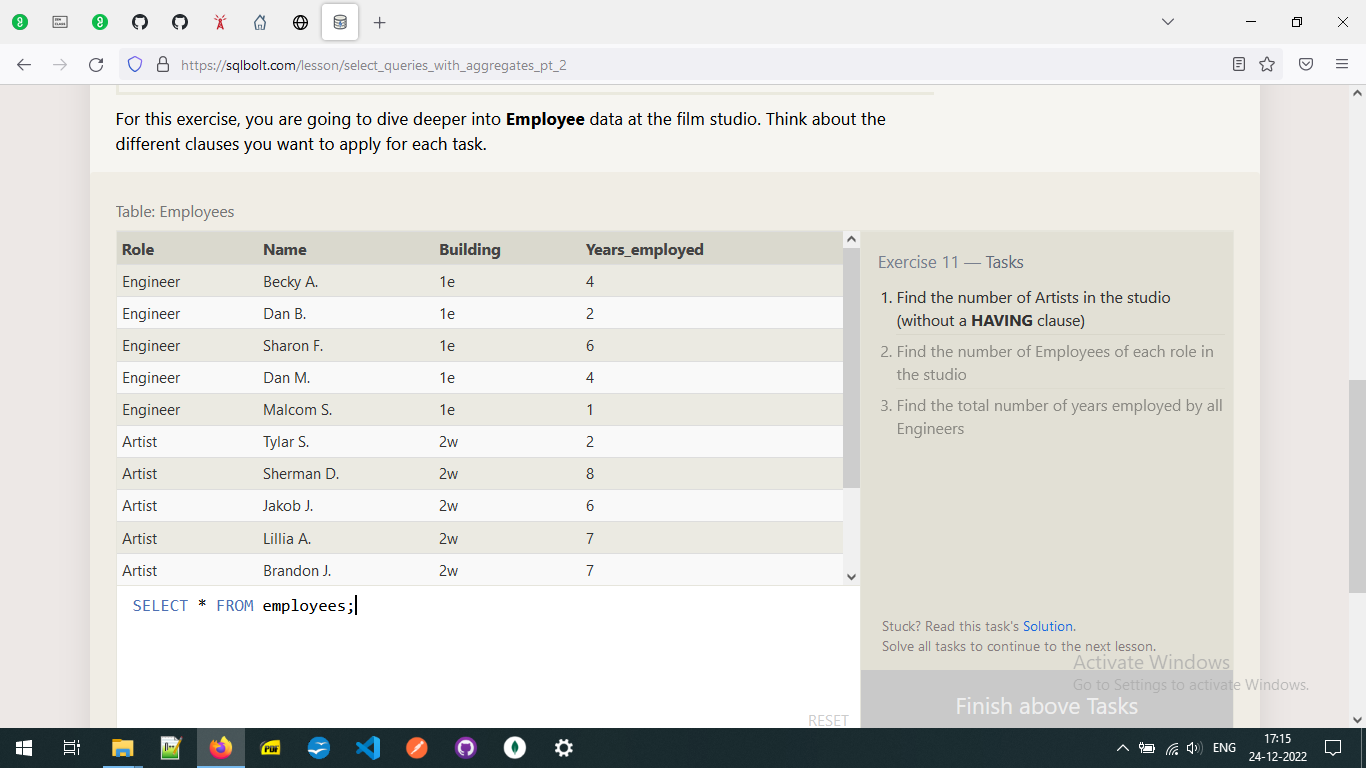 https://sqlbolt.com/lesson/select_queries_with_aggregates_pt_2
For this exercise, you are going to dive deeper into Employee data at the film studio. Think about the
different clauses you want to apply for each task.
Table: Employees
Role Name Building Years_employed
Engineer Becky A. 1e 4
Engineer Dan B. 1e 2
Engineer Sharon F. 1e 6
Engineer Dan M. 1e 4
Engineer Malcom S. 1e 1
Artist Tylar S. 2w 2
Artist Sherman D. 2w 8
Artist Jakob J. 2w 6
Artist Lillia A. 2w 7
Artist Brandon J. 2w 7
SELECT * FROM employees;
RESET
Exercise 11 — Tasks
1. Find the number of Artists in the studio
(without a HAVING clause)
2. Find the number of Employees of each role in
the studio
3. Find the total number of years employed by all
Engineers
Stuck? Read this task's Solution.
Solve all tasks to continue to the next lesson.
Activate Windows
Go to Settings to activate Windows.
Finish above Tasks
PDF
ENG
17:15
24-12-2022